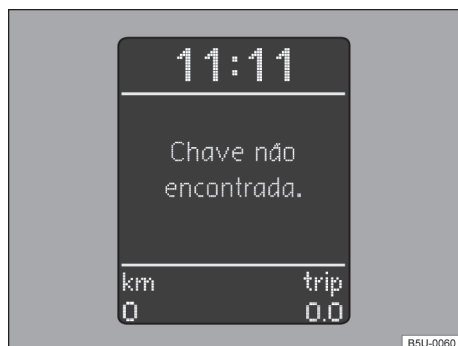 11:11
Chave não
encontrada.
km trip
0 0.0
B5U-0060